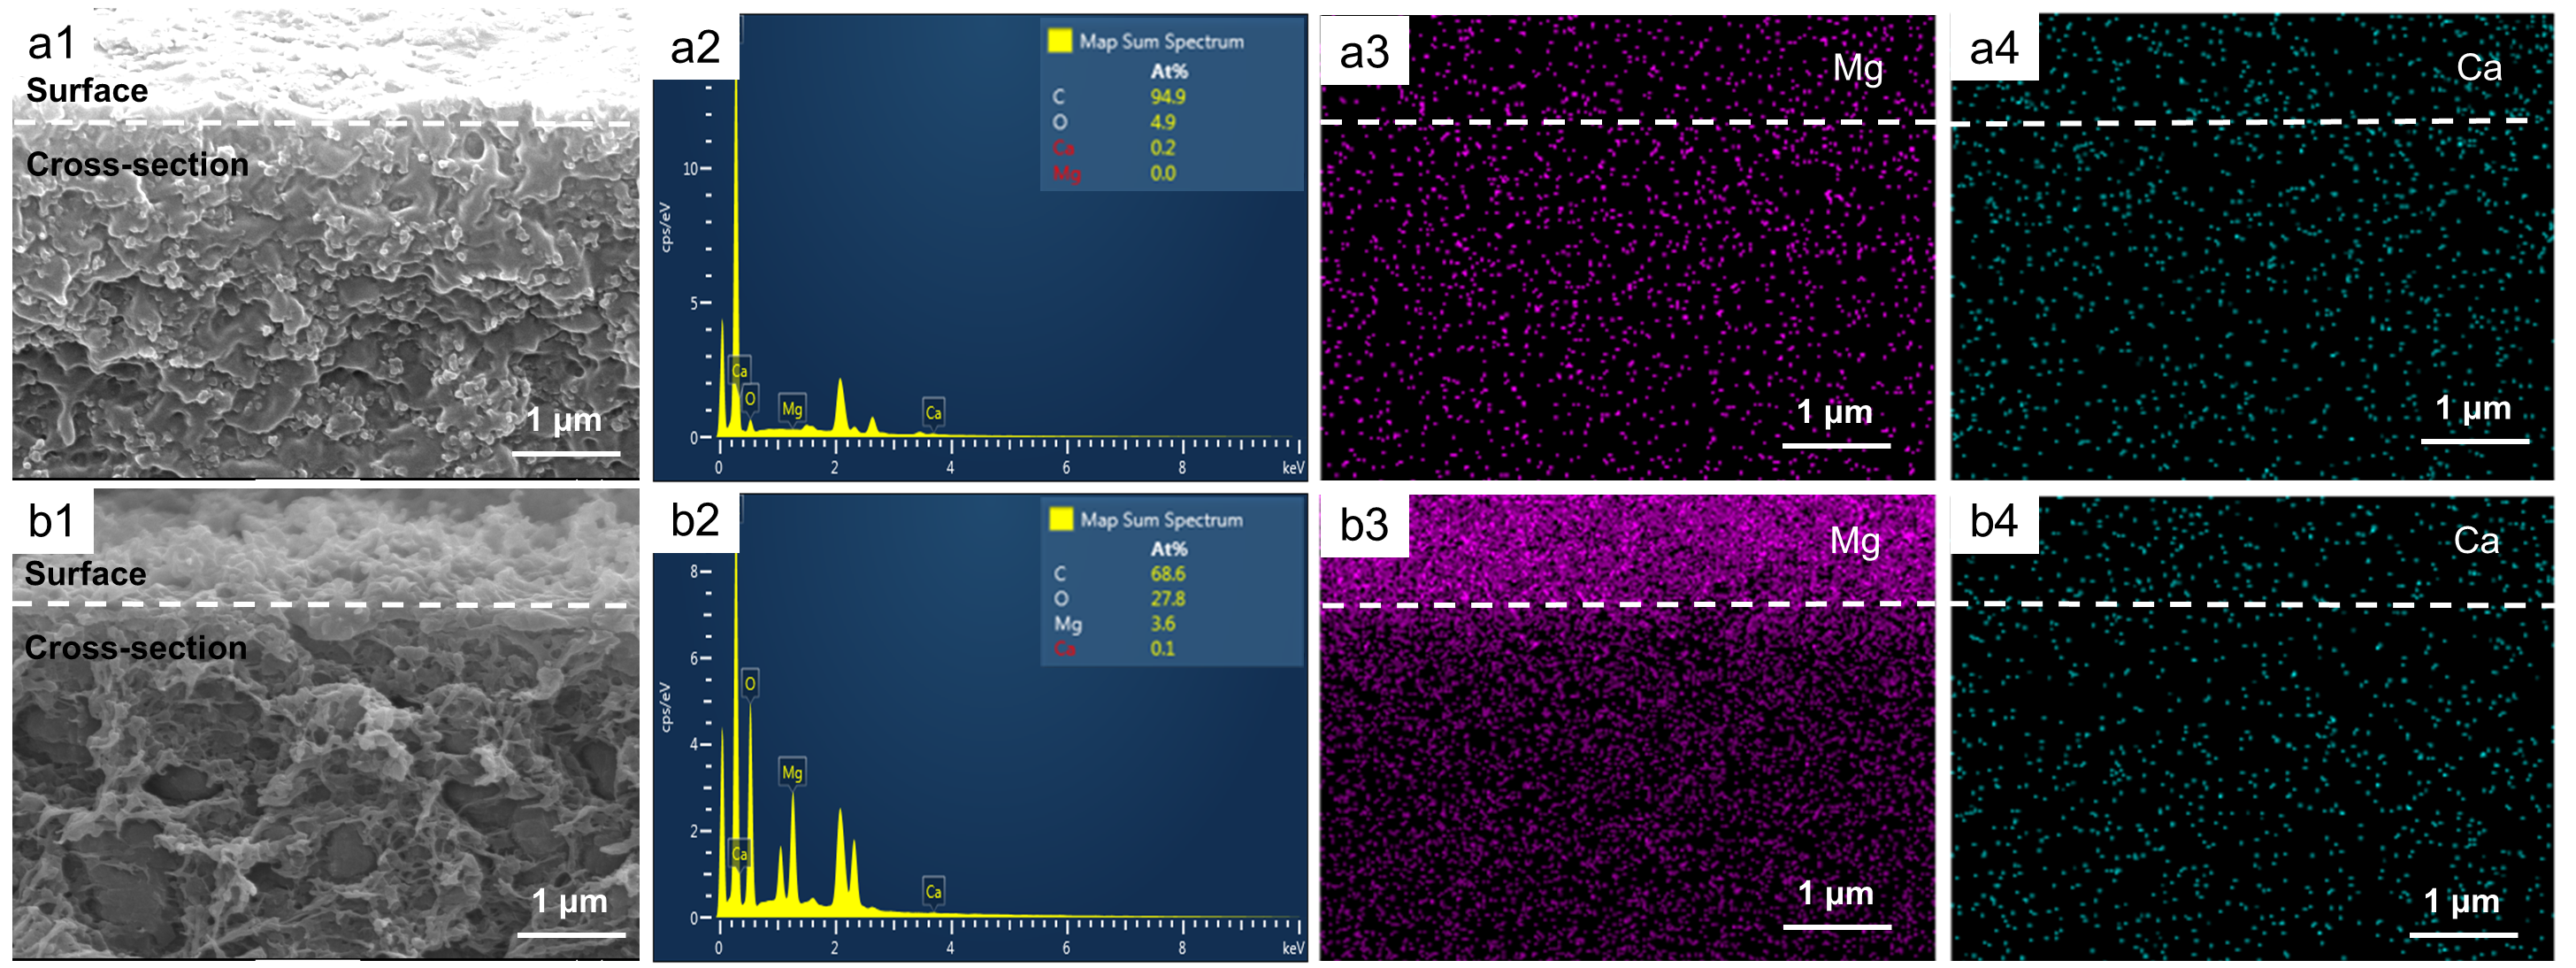 a1
Surface
Cross-section
1 µm
a2
Map Sum Spectrum
At%
C 94.9
O 4.9
Ca 0.2
Mg 0.0
cps/eV
10
5
0
Ca
O
Mg
Ca
0 2 4 6 8 keV
a3
Mg
1 µm
a4
Ca
1 µm
b1
Surface
Cross-section
1 µm
b2
Map Sum Spectrum
At%
C 68.6
O 27.8
Mg 3.6
Ca 0.1
cps/eV
8
6
4
2
0
O
Mg
Ca
Ca
0 2 4 6 8 keV
b3
Mg
1 µm
b4
Ca
1 µm